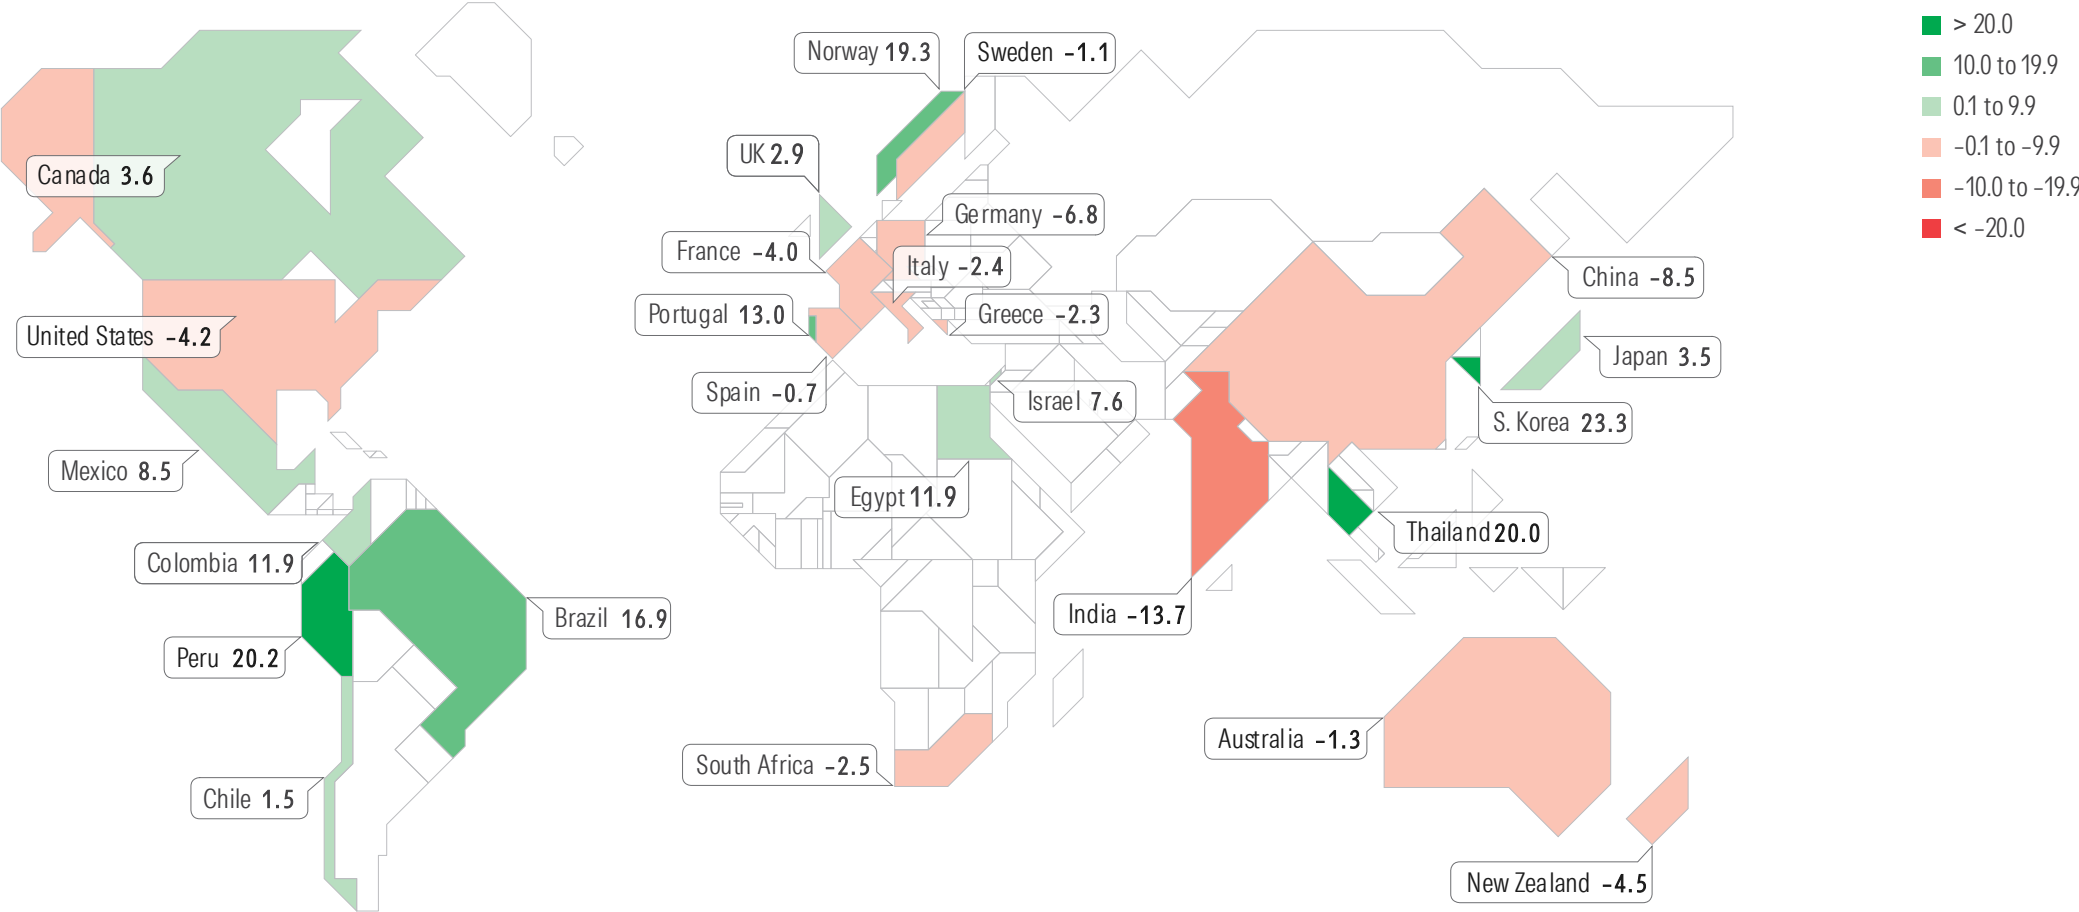 > 20.0
10.0 to 19.9
0.1 to 9.9
−0.1 to −9.9
−10.0 to −19.9
< −20.0
Norway 19.3
Sweden −1.1
UK 2.9
Canada 3.6
Germany −6.8
France −4.0
Italy −2.4
China −8.5
Portugal 13.0
Greece −2.3
United States −4.2
Japan 3.5
Spain −0.7
Israel 7.6
S. Korea 23.3
Mexico 8.5
Egypt 11.9
Thailand 20.0
Colombia 11.9
India −13.7
Brazil 16.9
Peru 20.2
Australia −1.3
South Africa −2.5
Chile 1.5
New Zealand −4.5